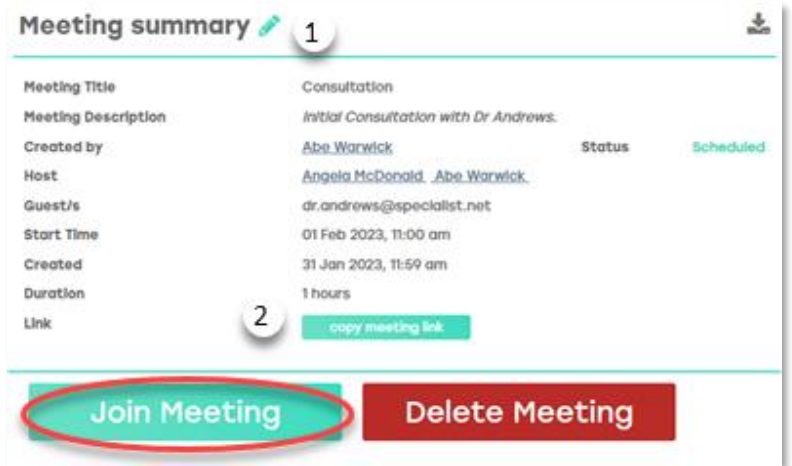 Meeting summary 1
Meeting Title Consultation
Meeting Description Initial Consultation with Dr Andrews.
Created by Abe Warwick Status Scheduled
Host Angela McDonald Abe Warwick
Guest/s dr.andrews@specialist.net
Start Time 01 Feb 2023, 11:00 am
Created 31 Jan 2023, 11:59 am
Duration 1 hours
Link 2 copy meeting link
Join Meeting Delete Meeting